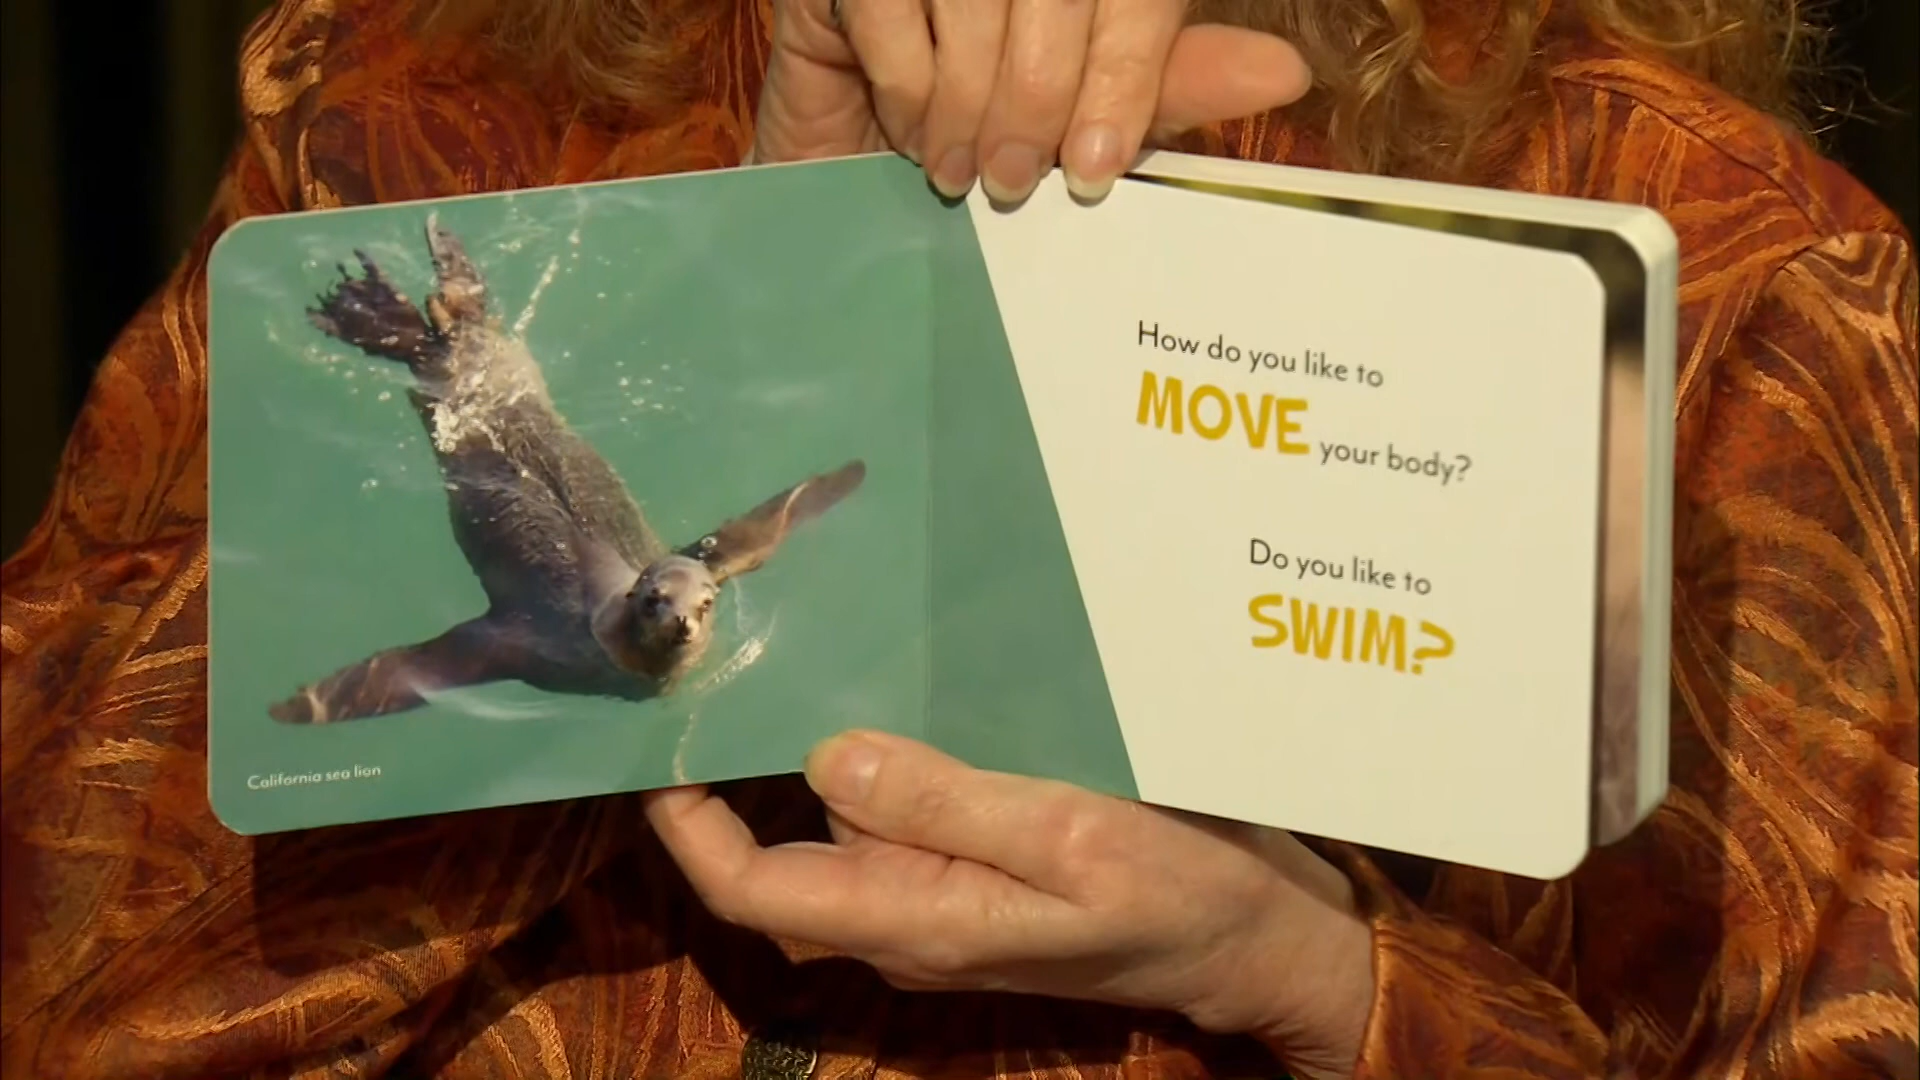 California sea lion
How do you like to
MOVE your body?
Do you like to
SWIM?